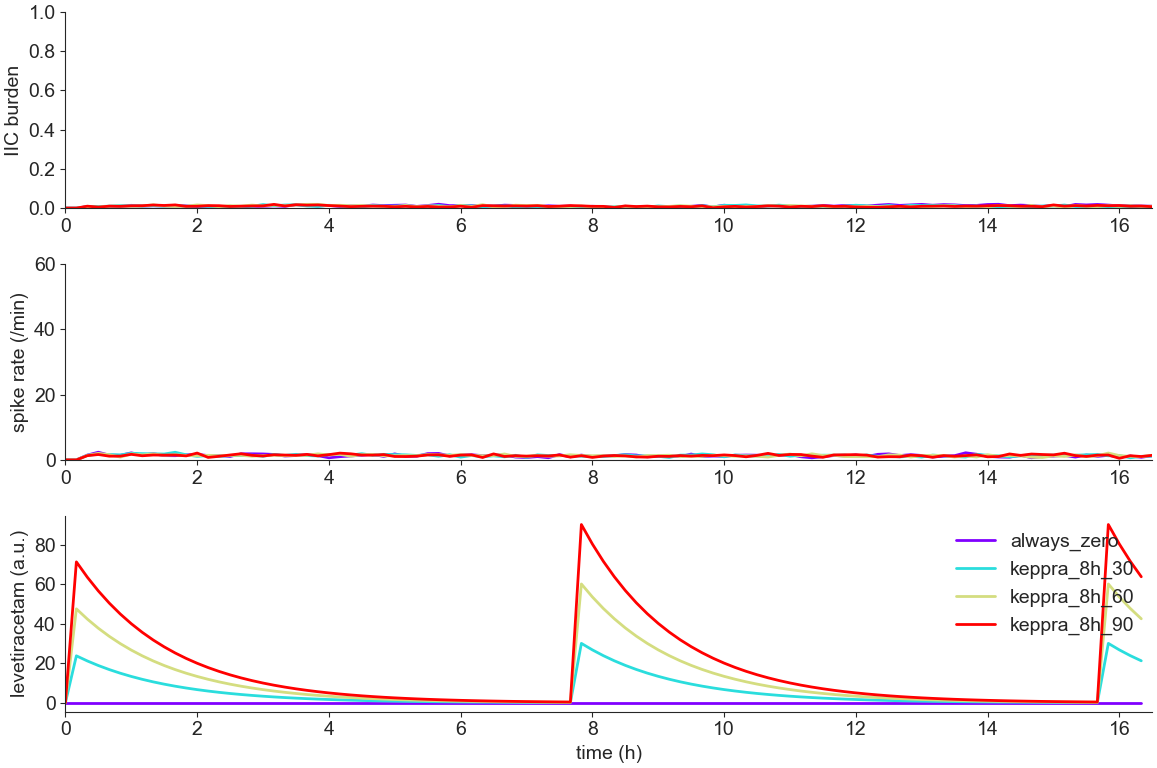 1.0
0.8
0.6
0.4
0.2
0.0
IIC burden
0 2 4 6 8 10 12 14 16
60
40
20
0
spike rate (/min)
0 2 4 6 8 10 12 14 16
80
60
40
20
0
levetiracetam (a.u.)
always_zero
keppra_8h_30
keppra_8h_60
keppra_8h_90
0 2 4 6 8 10 12 14 16
time (h)